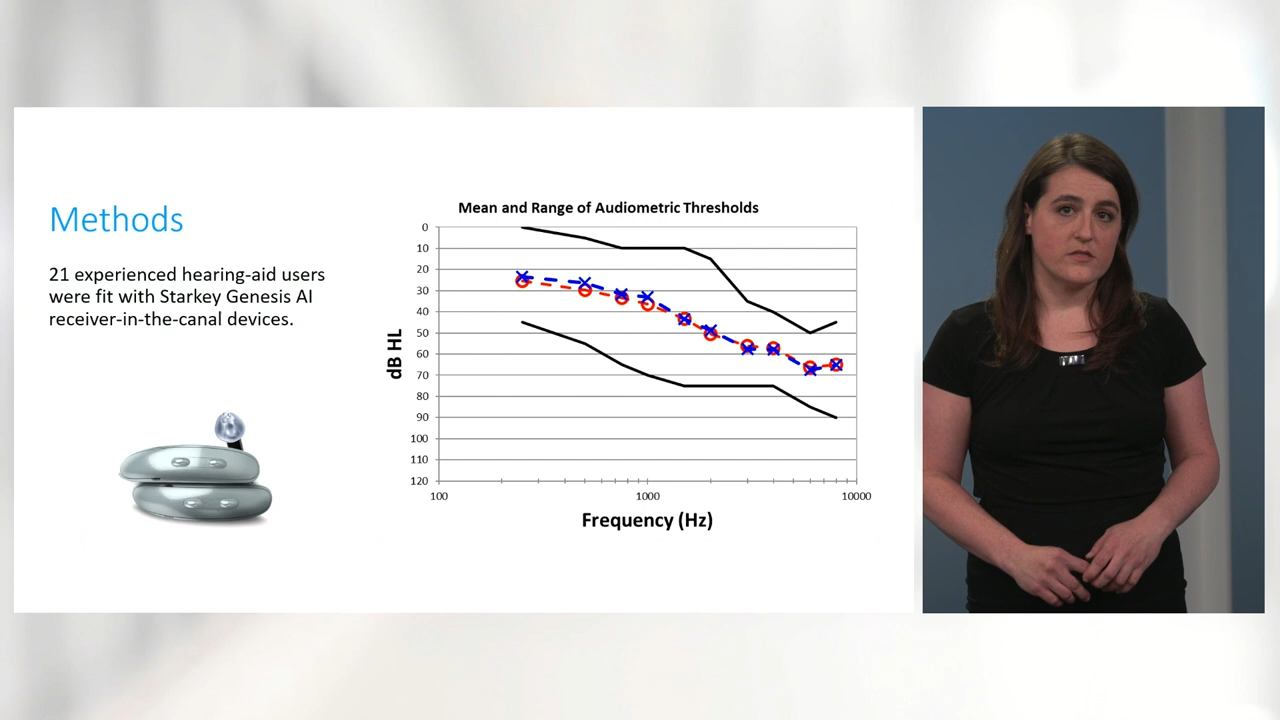 Methods
21 experienced hearing-aid users
were fit with Starkey Genesis AI
receiver-in-the-canal devices.
Mean and Range of Audiometric Thresholds
0
10
20
30
40
50
60
70
80
90
100
110
120
dB HL
100 1000 10000
Frequency (Hz)